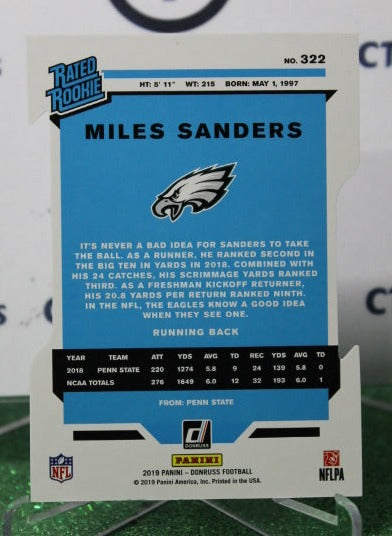 RATED
ROOKIE
NO. 322
HT: 5' 11" WT: 215 BORN: MAY 1, 1997
MILES SANDERS
IT'S NEVER A BAD IDEA FOR SANDERS TO TAKE
THE BALL. AS A RUNNER, HE RANKED SECOND IN
THE BIG TEN IN YARDS IN 2018. COMBINED WITH
HIS 24 CATCHES, HIS SCRIMMAGE YARDS RANKED
THIRD. AS A FRESHMAN KICKOFF RETURNER,
HIS 20.8 YARDS PER RETURN RANKED NINTH.
IN THE NFL, THE EAGLES KNOW A GOOD IDEA
WHEN THEY SEE ONE.
RUNNING BACK
YEAR TEAM ATT YDS AVG TD REC YDS AVG TD
2018 PENN STATE 220 1274 5.8 9 24 139 5.8 0
NCAA TOTALS 276 1649 6.0 12 32 193 6.0 1
FROM: PENN STATE
DONRUSS
PANINI
NFL
NFLPA
2019 PANINI – DONRUSS FOOTBALL
© 2019 Panini America, Inc. Printed in the USA.